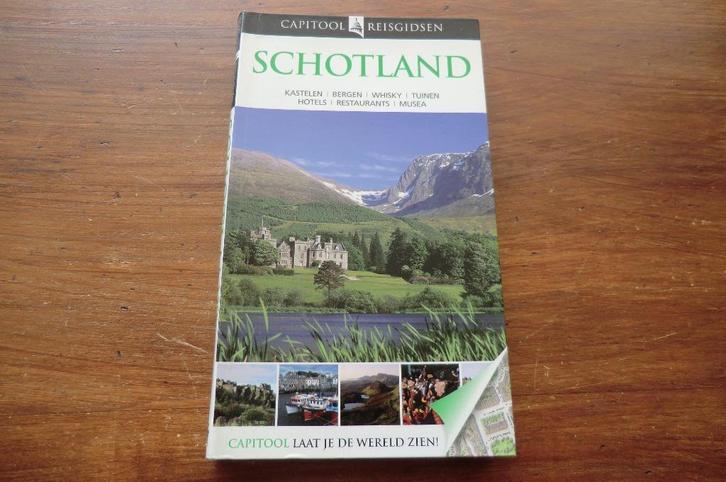 CAPITOOL REISGIDSEN
SCHOTLAND
KASTELEN | BERGEN | WHISKY | TUINEN
HOTELS | RESTAURANTS | MUSEA
CAPITOOL LAAT JE DE WERELD ZIEN!